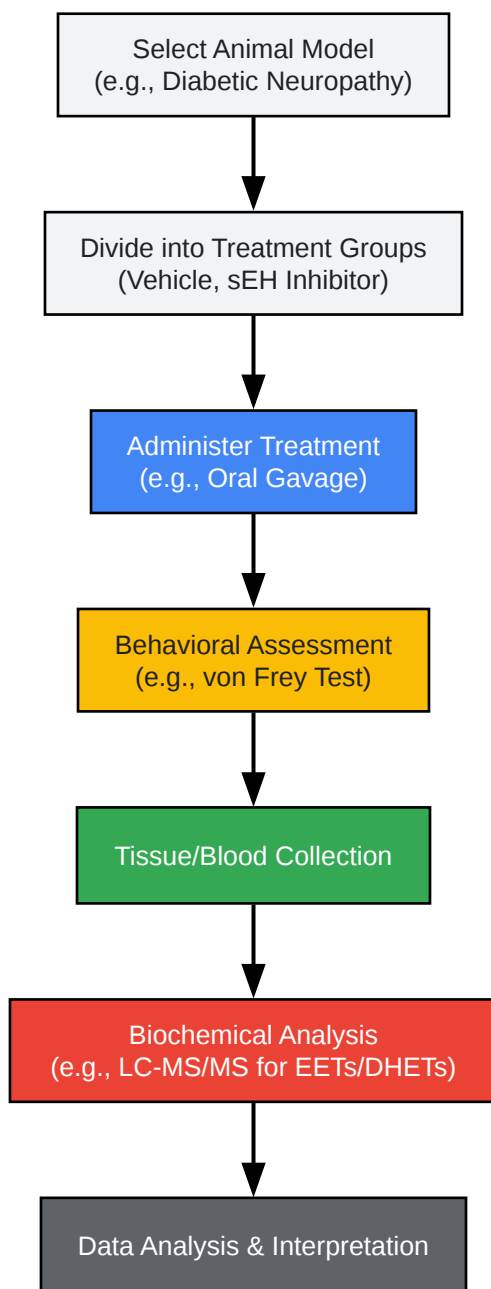 Select Animal Model
(e.g., Diabetic Neuropathy)
Divide into Treatment Groups
(Vehicle, sEH Inhibitor)
Administer Treatment
(e.g., Oral Gavage)
Behavioral Assessment
(e.g., von Frey Test)
Tissue/Blood Collection
Biochemical Analysis
(e.g., LC-MS/MS for EETs/DHETs)
Data Analysis & Interpretation